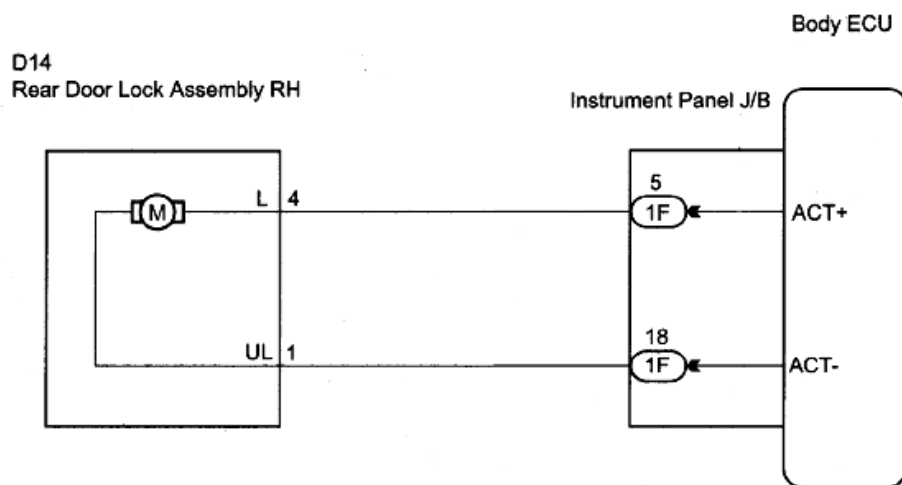 Body ECU
D14
Rear Door Lock Assembly RH
Instrument Panel J/B
M
L 4
5
1F
ACT+
UL 1
18
1F
ACT-